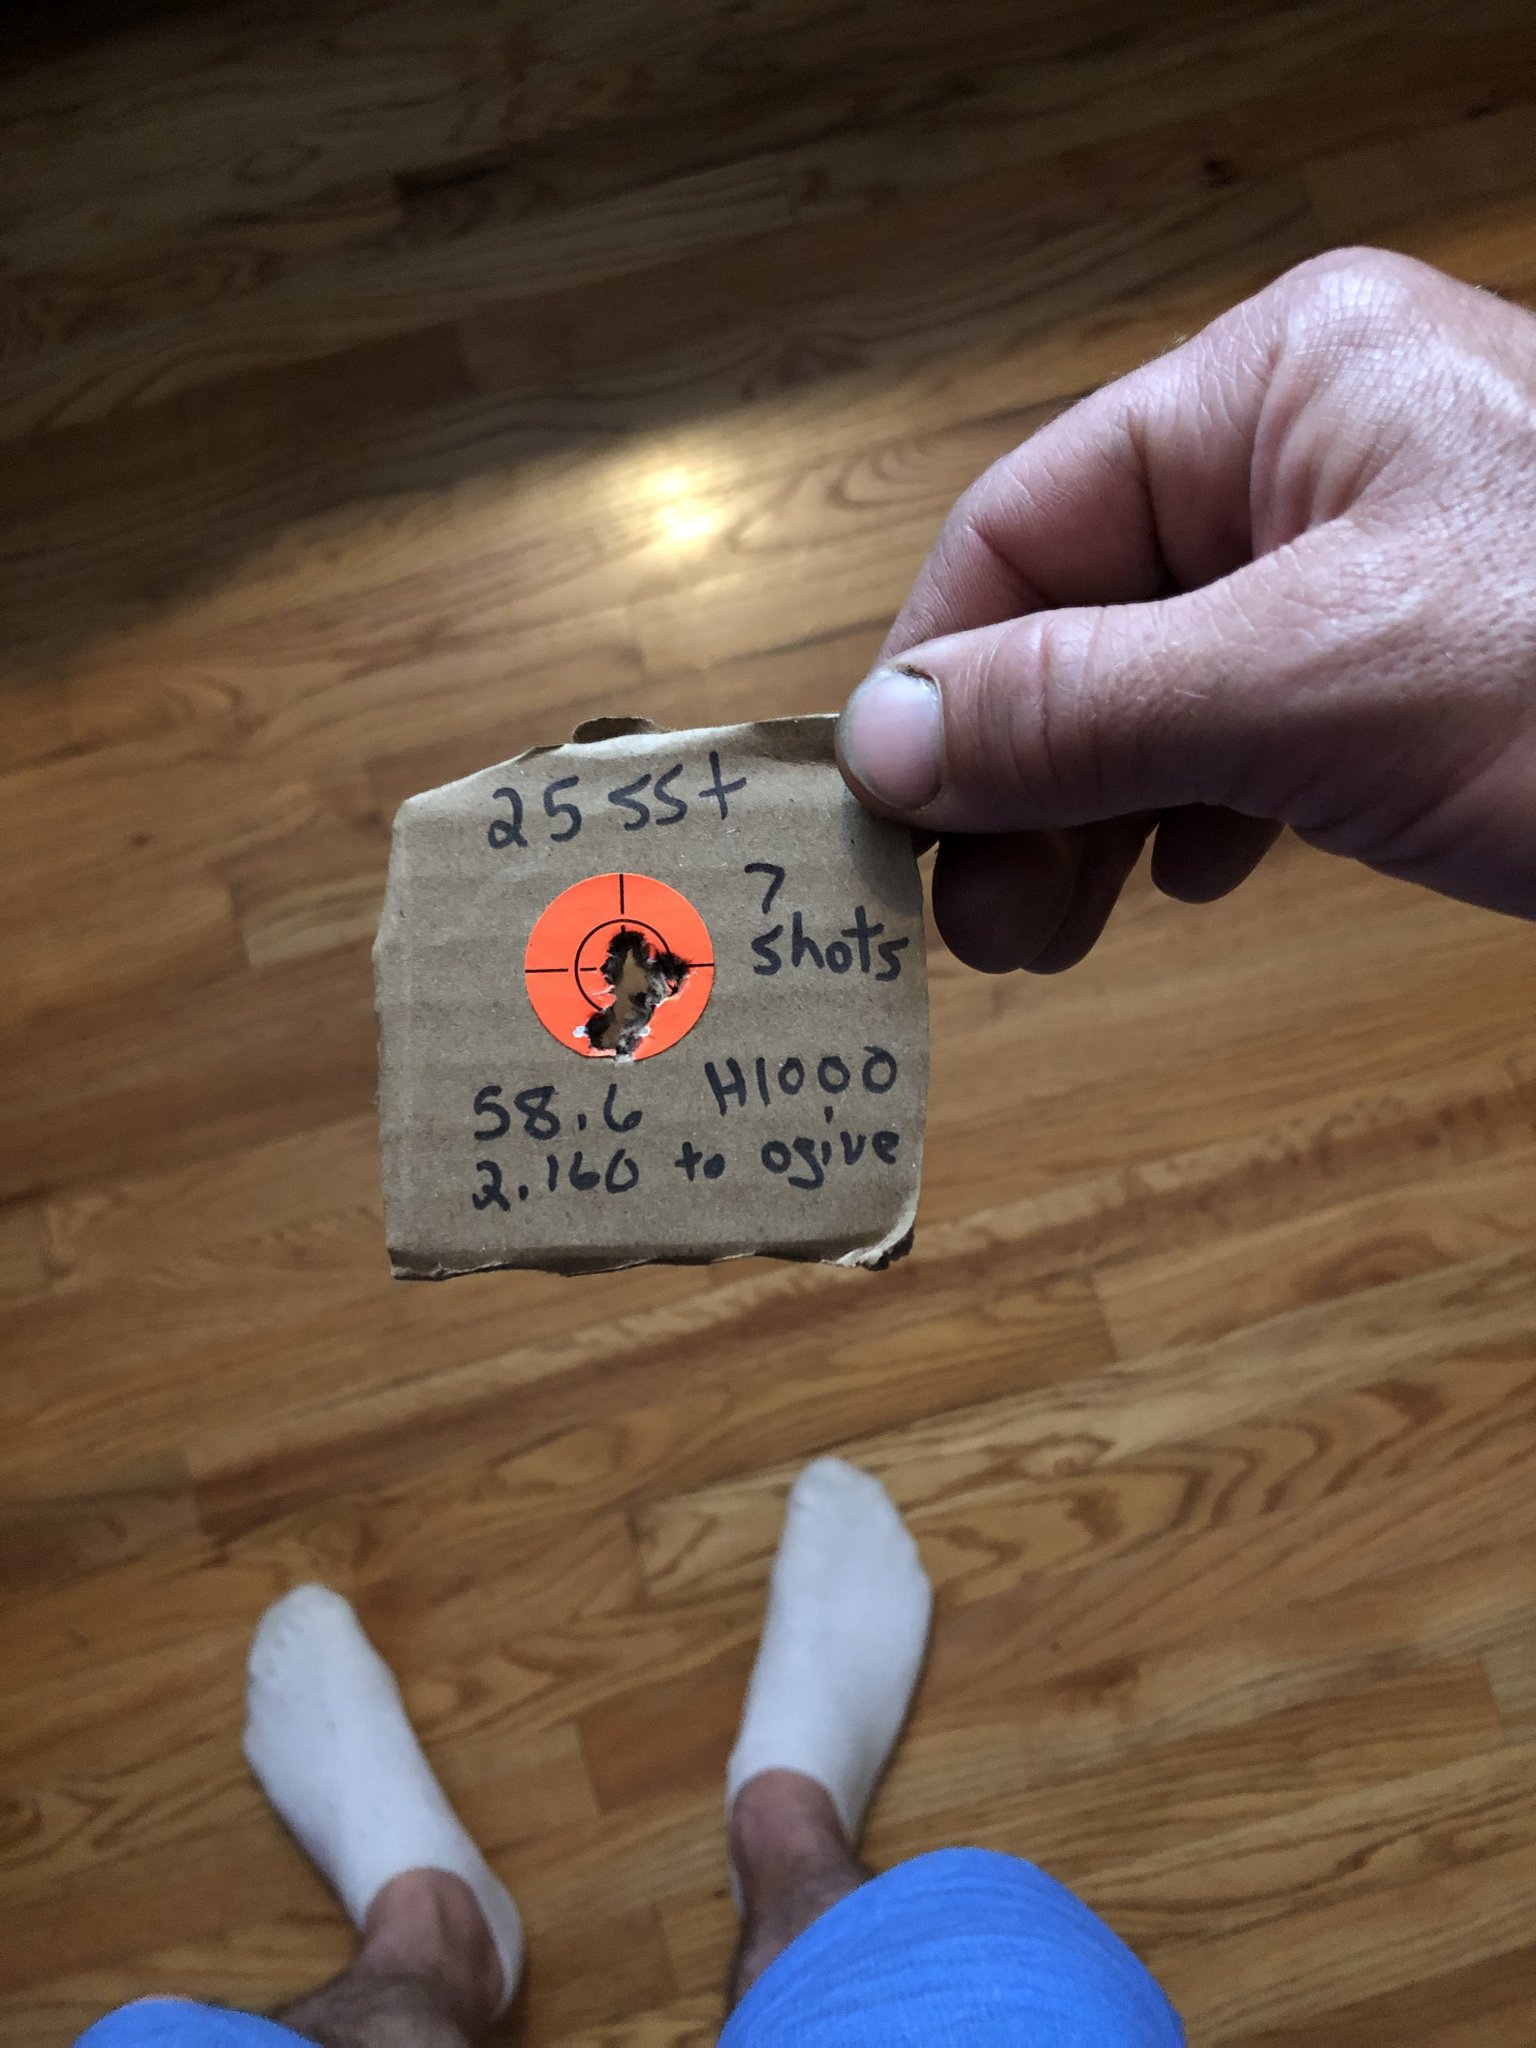 25 SSt
7
shots
58.6 H1000
2.160 to ogive